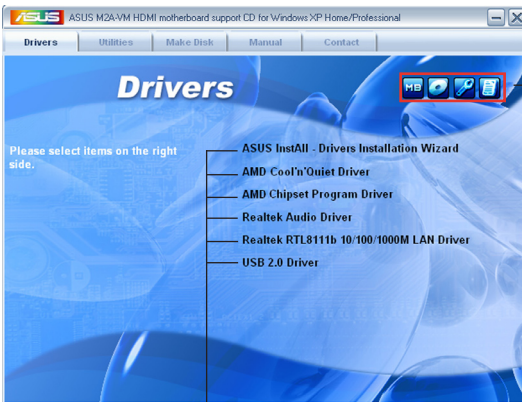 ASUS ASUS M2A-VM HDMI motherboard support CD for Windows XP Home/Professional
Drivers Utilities Make Disk Manual Contact
Drivers
MB
Please select items on the right
side.
ASUS InstAll - Drivers Installation Wizard
AMD Cool'n'Quiet Driver
AMD Chipset Program Driver
Realtek Audio Driver
Realtek RTL8111b 10/100/1000M LAN Driver
USB 2.0 Driver